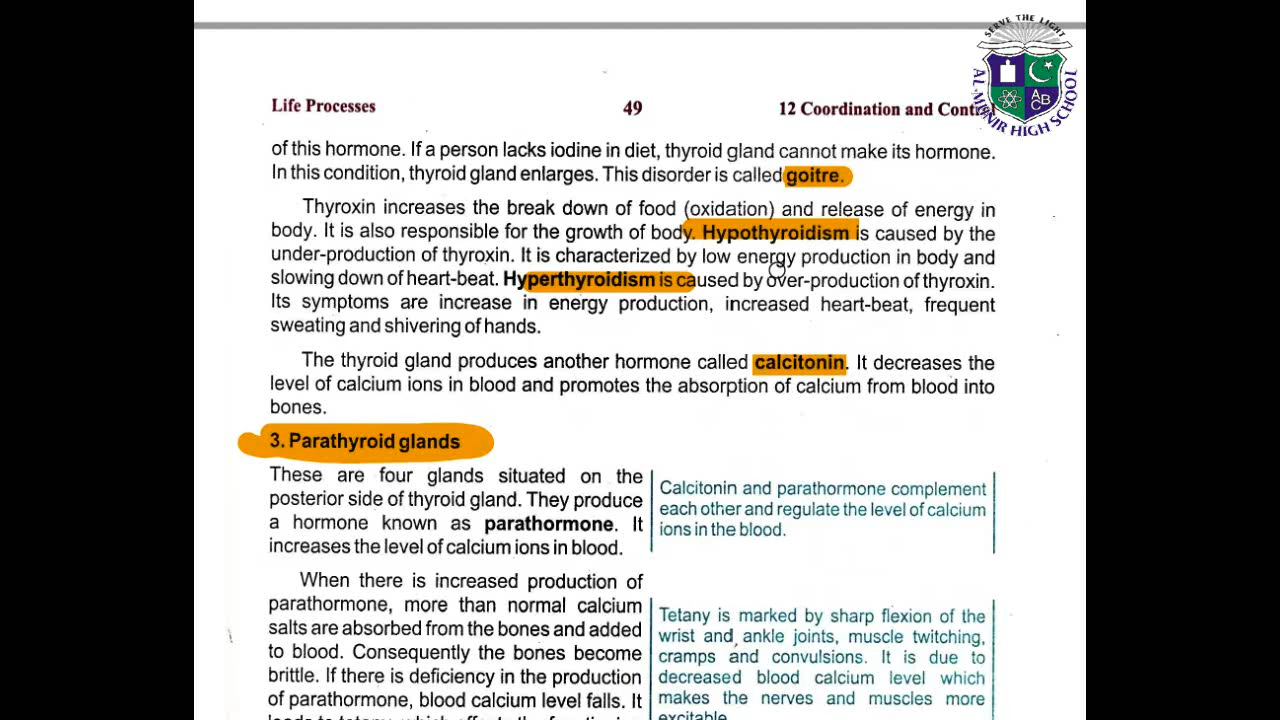 SERVE THE LIGHT
AL-MUNIR HIGH SCHOOL
A B C
Life Processes 49 12 Coordination and Contr
of this hormone. If a person lacks iodine in diet, thyroid gland cannot make its hormone.
In this condition, thyroid gland enlarges. This disorder is called goitre.
Thyroxin increases the break down of food (oxidation) and release of energy in
body. It is also responsible for the growth of body. Hypothyroidism is caused by the
under-production of thyroxin. It is characterized by low energy production in body and
slowing down of heart-beat. Hyperthyroidism is caused by over-production of thyroxin.
Its symptoms are increase in energy production, increased heart-beat, frequent
sweating and shivering of hands.
The thyroid gland produces another hormone called calcitonin. It decreases the
level of calcium ions in blood and promotes the absorption of calcium from blood into
bones.
3. Parathyroid glands
These are four glands situated on the
posterior side of thyroid gland. They produce
a hormone known as parathormone. It
increases the level of calcium ions in blood.
When there is increased production of
parathormone, more than normal calcium
salts are absorbed from the bones and added
to blood. Consequently the bones become
brittle. If there is deficiency in the production
of parathormone, blood calcium level falls. It
Calcitonin and parathormone complement
each other and regulate the level of calcium
ions in the blood.
Tetany is marked by sharp flexion of the
wrist and ankle joints, muscle twitching,
cramps and convulsions. It is due to
decreased blood calcium level which
makes the nerves and muscles more
excitable